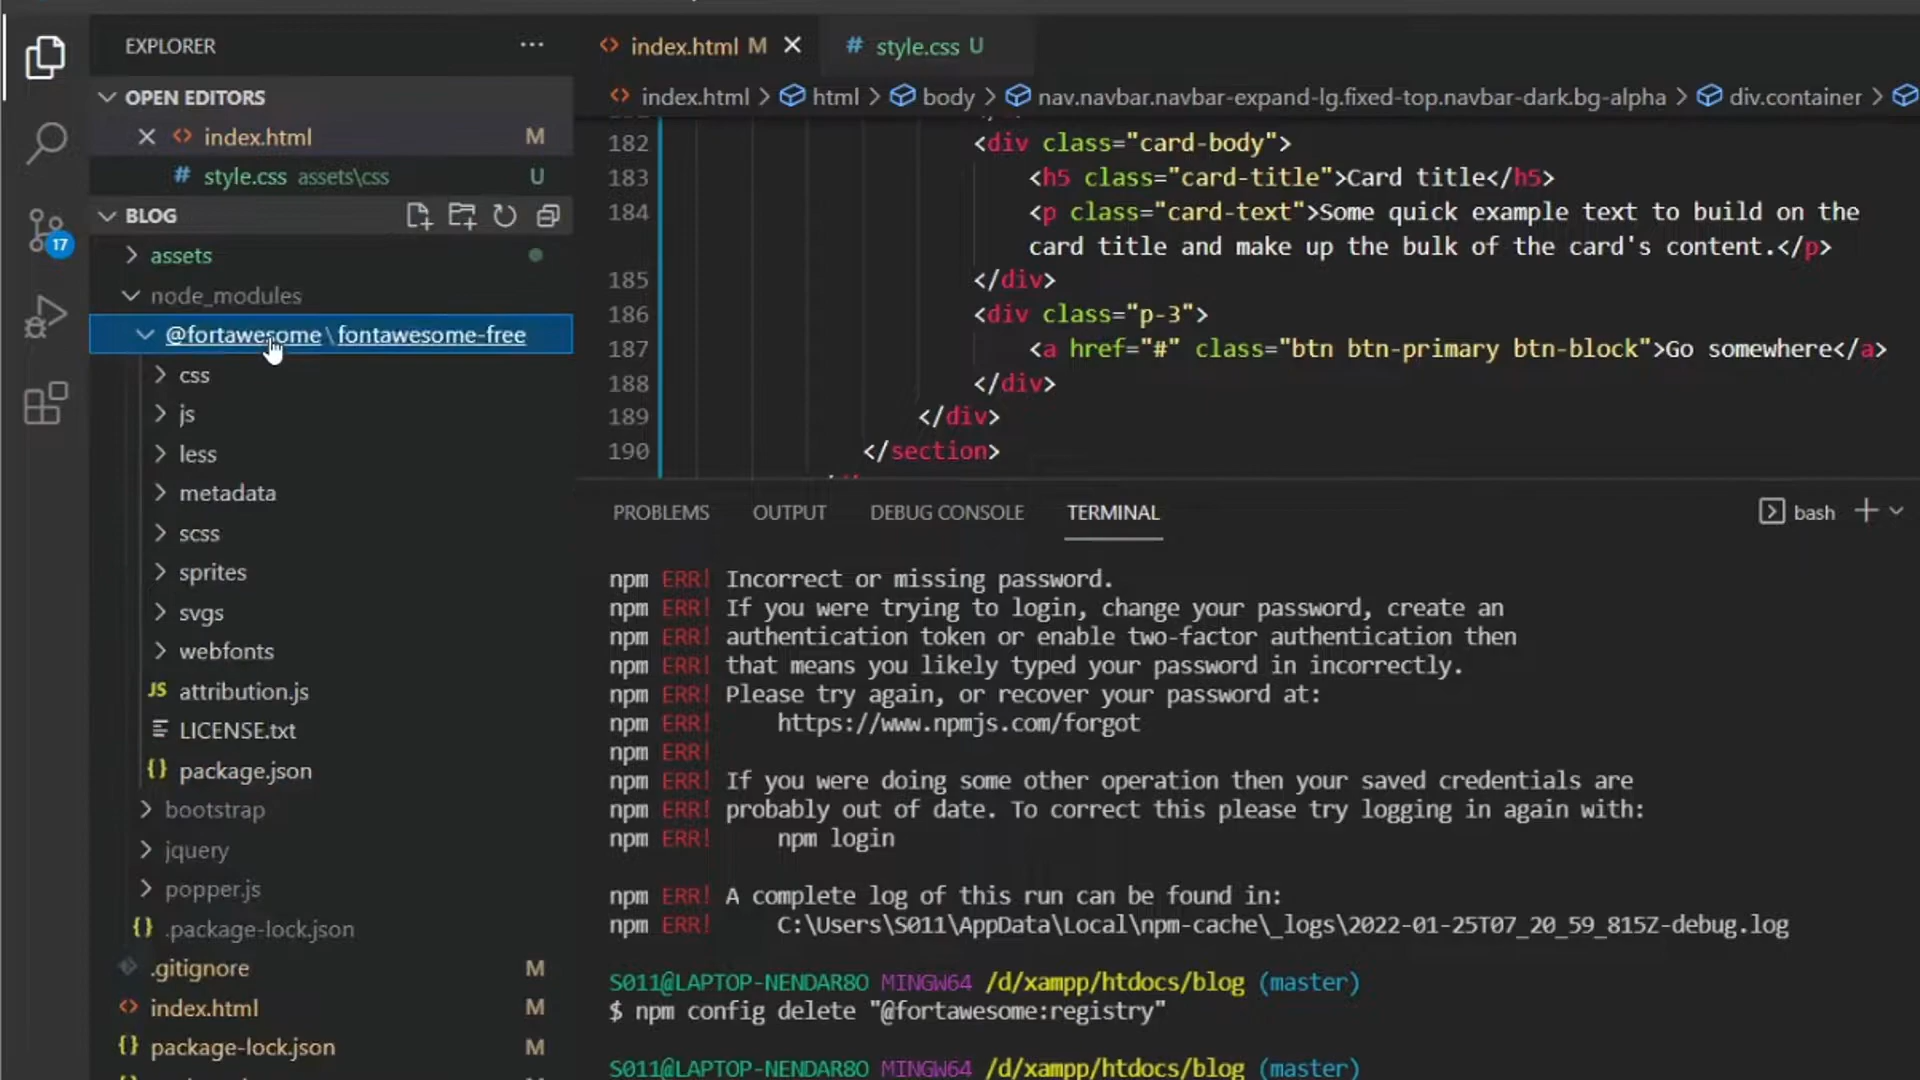 EXPLORER
OPEN EDITORS
index.html M
style.css assets\css U
BLOG
17
assets
node_modules
@fortawesome \ fontawesome-free
css
js
less
metadata
scss
sprites
svgs
webfonts
JS attribution.js
LICENSE.txt
{} package.json
bootstrap
jquery
popper.js
{} .package-lock.json
.gitignore M
<> index.html
{} package-lock.json M
<> index.html M
# style.css U
<> index.html > html > body > nav.navbar.navbar-expand-lg.fixed-top.navbar-dark.bg-alpha > div.container >
182 <div class="card-body">
183 <h5 class="card-title">Card title</h5>
184 <p class="card-text">Some quick example text to build on the
card title and make up the bulk of the card's content.</p>
185 </div>
186 <div class="p-3">
187 <a href="#" class="btn btn-primary btn-block">Go somewhere</a>
188 </div>
189 </div>
190 </section>
PROBLEMS OUTPUT DEBUG CONSOLE TERMINAL
bash
npm ERR! Incorrect or missing password.
npm ERR! If you were trying to login, change your password, create an
npm ERR! authentication token or enable two-factor authentication then
npm ERR! that means you likely typed your password in incorrectly.
npm ERR! Please try again, or recover your password at:
npm ERR! https://www.npmjs.com/forgot
npm ERR!
npm ERR! If you were doing some other operation then your saved credentials are
npm ERR! probably out of date. To correct this please try logging in again with:
npm ERR! npm login
npm ERR! A complete log of this run can be found in:
npm ERR! C:\Users\S011\AppData\Local\npm-cache\_logs\2022-01-25T07_20_59_815Z-debug.log
S011@LAPTOP-NENDAR8O MINGW64 /d/xampp/htdocs/blog (master)
$ npm config delete "@fortawesome:registry"
S011@LAPTOP-NENDAR8O MINGW64 /d/xampp/htdocs/blog (master)